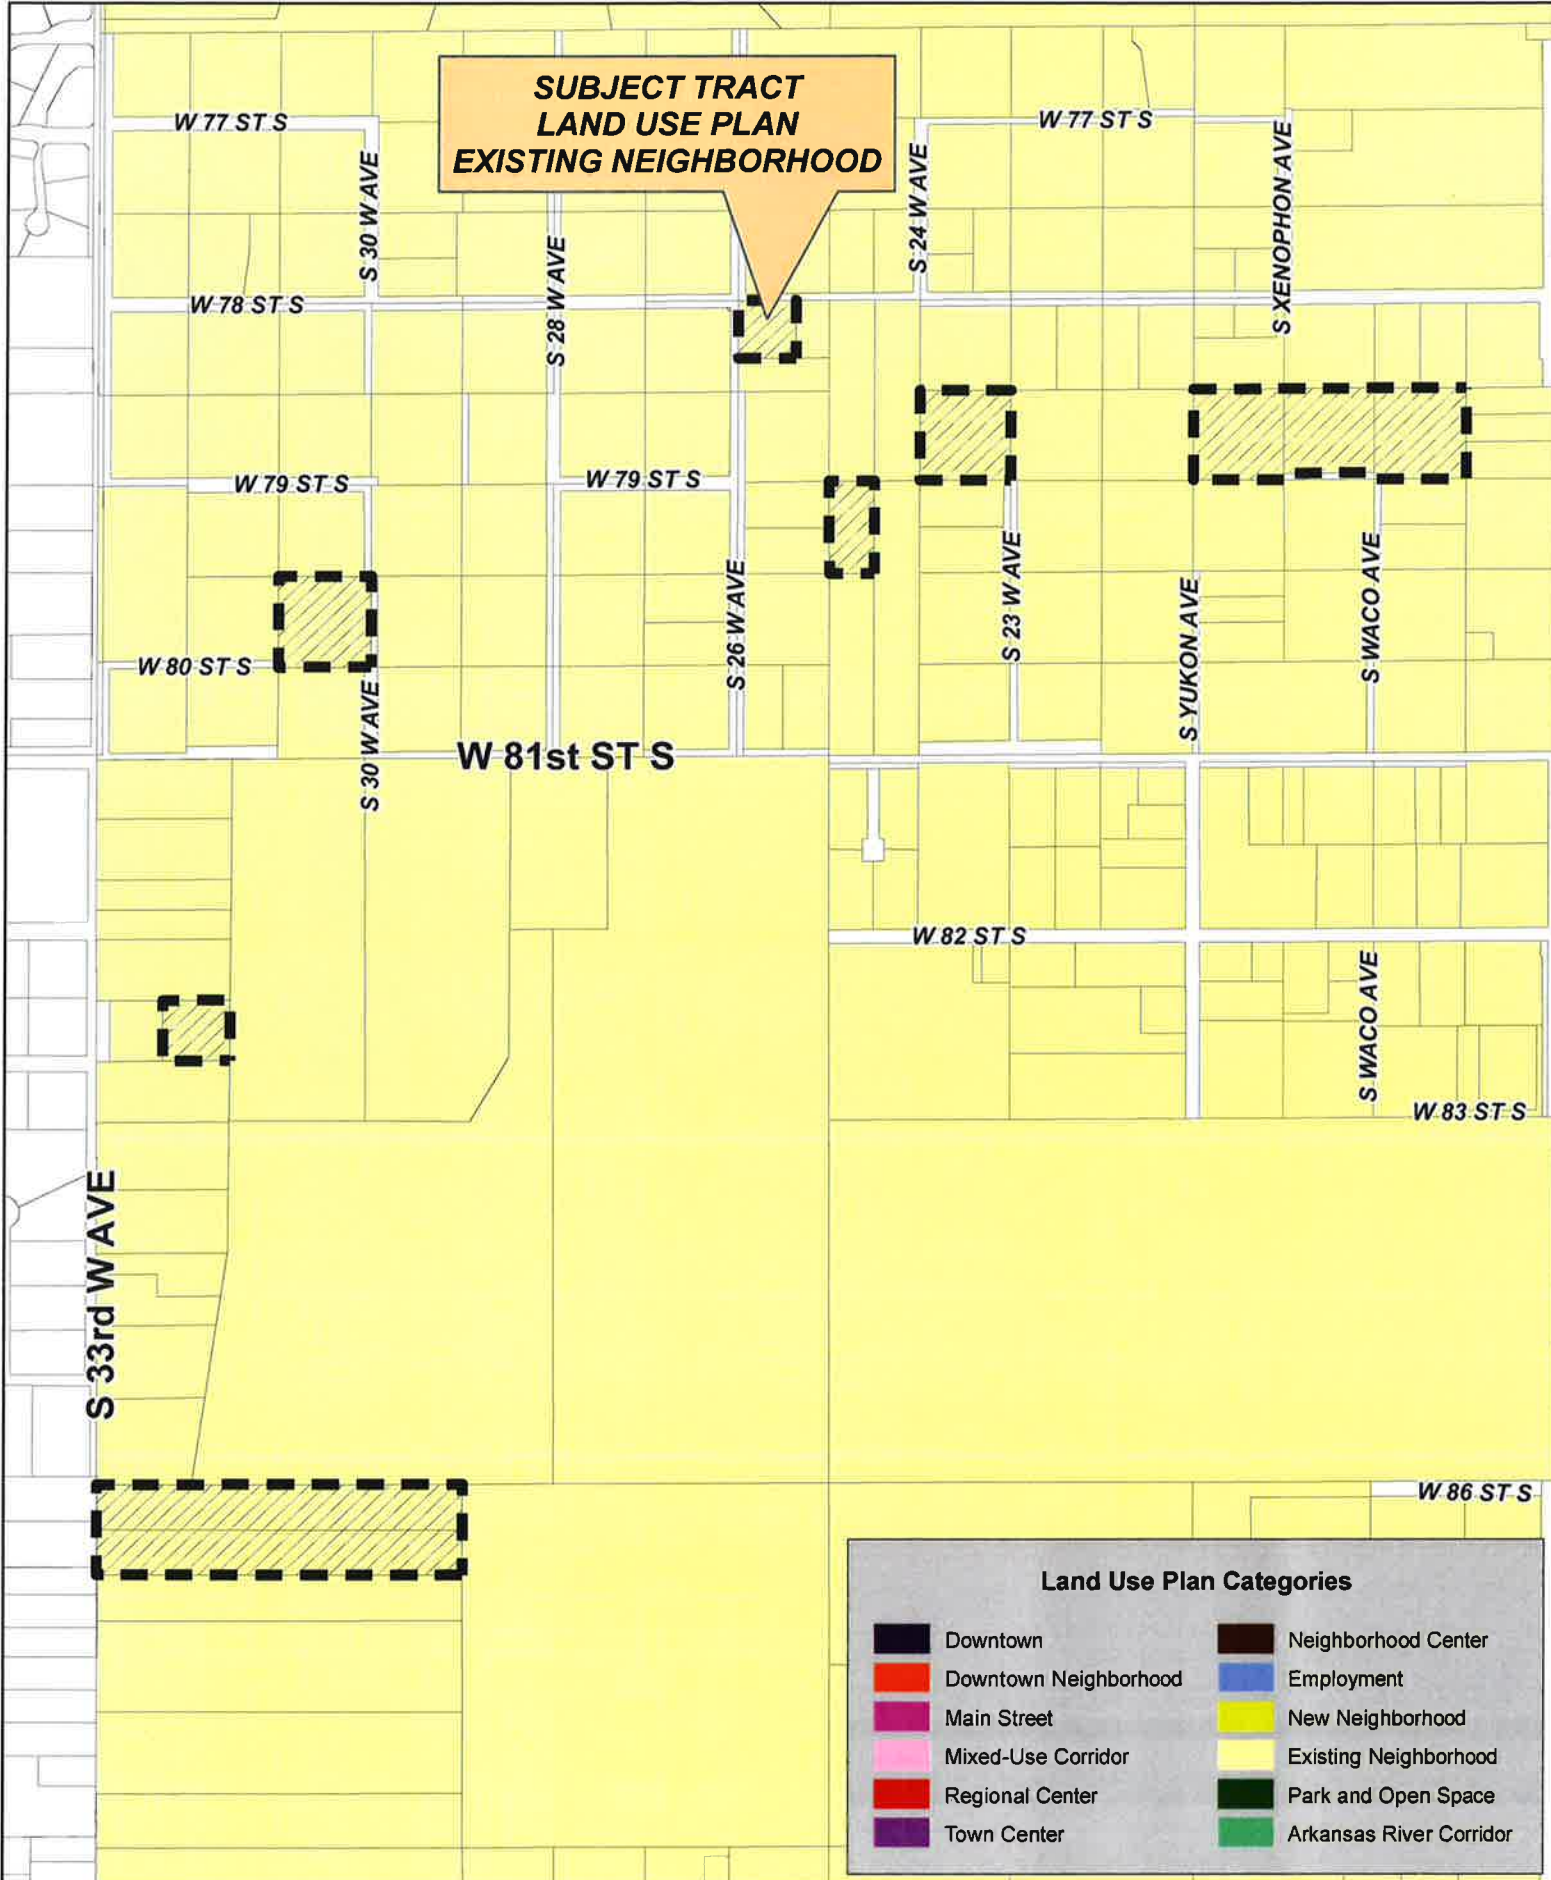 SUBJECT TRACT
LAND USE PLAN
EXISTING NEIGHBORHOOD
W 77 ST S
W 77 ST S
S 30 W AVE
S 28 W AVE
S 24 W AVE
S XENOPHON AVE
W 78 ST S
W 79 ST S
W 79 ST S
S 26 W AVE
S 23 W AVE
S YUKON AVE
S WACO AVE
W 80 ST S
S 30 W AVE
W 81st ST S
W 82 ST S
S WACO AVE
W 83 ST S
S 33rd W AVE
W 86 ST S
Land Use Plan Categories
Downtown
Downtown Neighborhood
Main Street
Mixed-Use Corridor
Regional Center
Town Center
Neighborhood Center
Employment
New Neighborhood
Existing Neighborhood
Park and Open Space
Arkansas River Corridor